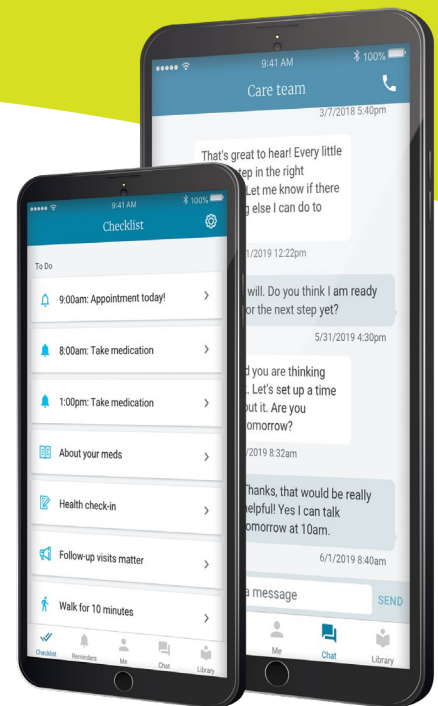 9:41 AM
100%
Checklist
To Do
9:00am: Appointment today!
8:00am: Take medication
1:00pm: Take medication
About your meds
Health check-in
Follow-up visits matter
Walk for 10 minutes
Checklist
Reminders
Me
Chat
Library
9:41 AM
100%
Care team
3/7/2018 5:40pm
That's great to hear! Every little
step in the right
Let me know if there
else I can do to
/2019 12:22pm
will. Do you think I am ready
for the next step yet?
5/31/2019 4:30pm
you are thinking
Let's set up a time
out it. Are you
tomorrow?
/2019 8:32am
Thanks, that would be really
helpful! Yes I can talk
tomorrow at 10am.
6/1/2019 8:40am
a message
SEND
Me
Chat
Library